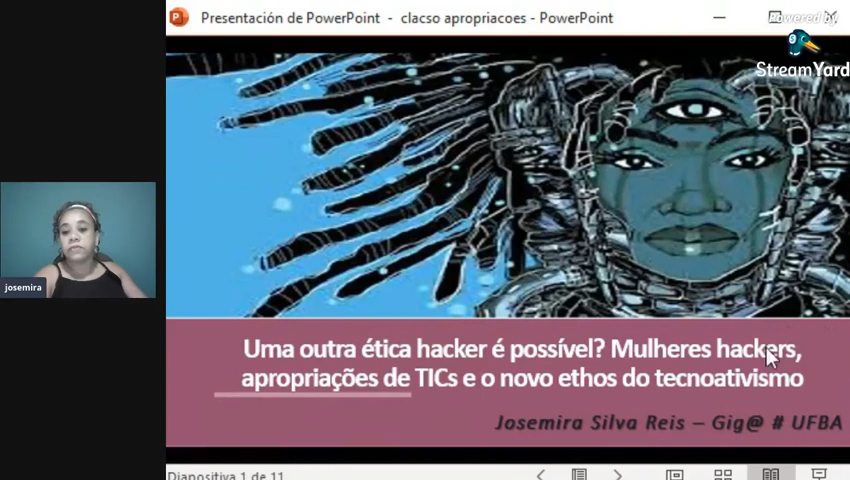 Presentación de PowerPoint - clacso apropriacoes - PowerPoint
Powered by
StreamYard
josemira
Uma outra ética hacker é possível? Mulheres hackers,
apropriações de TICs e o novo ethos do tecnoativismo
Josemira Silva Reis – Gig@ # UFBA
Diapositiva 1 de 11